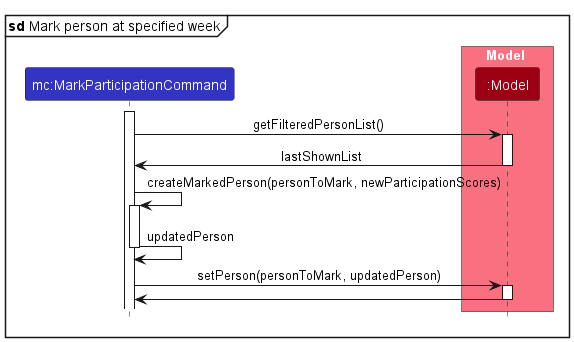 sd Mark person at specified week
Model
mc:MarkParticipationCommand
:Model
getFilteredPersonList()
lastShownList
createMarkedPerson(personToMark, newParticipationScores)
updatedPerson
setPerson(personToMark, updatedPerson)